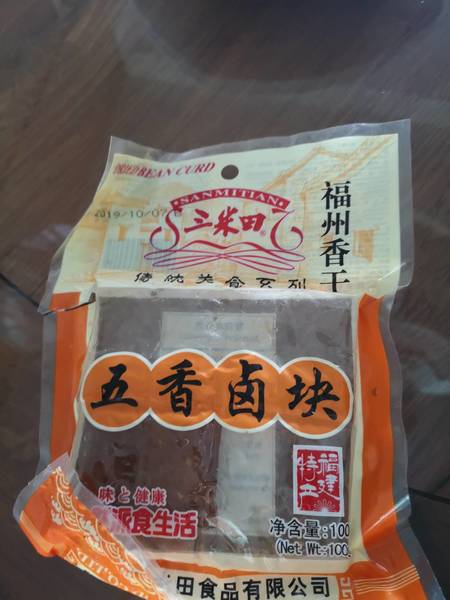 BEAN CURD
SANMITIAN
2019/10/07
三米田
福州香干
传统美食系列
五香卤块
福建
特士
味と健康
派食生活
净含量:100
(Net Wt:100
田食品有限公司